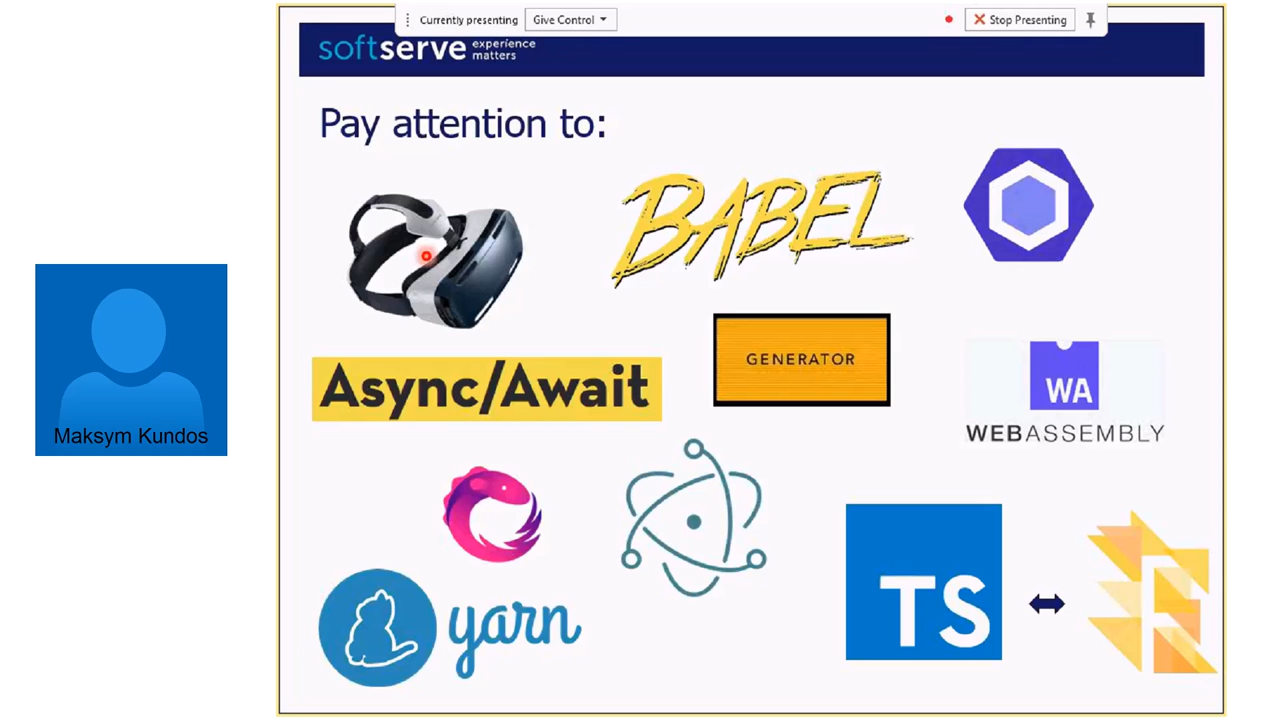 Currently presenting
Give Control
Stop Presenting
softserve experience matters
Pay attention to:
BABEL
GENERATOR
Async/Await
WA
WEBASSEMBLY
Maksym Kundos
TS
F
yarn